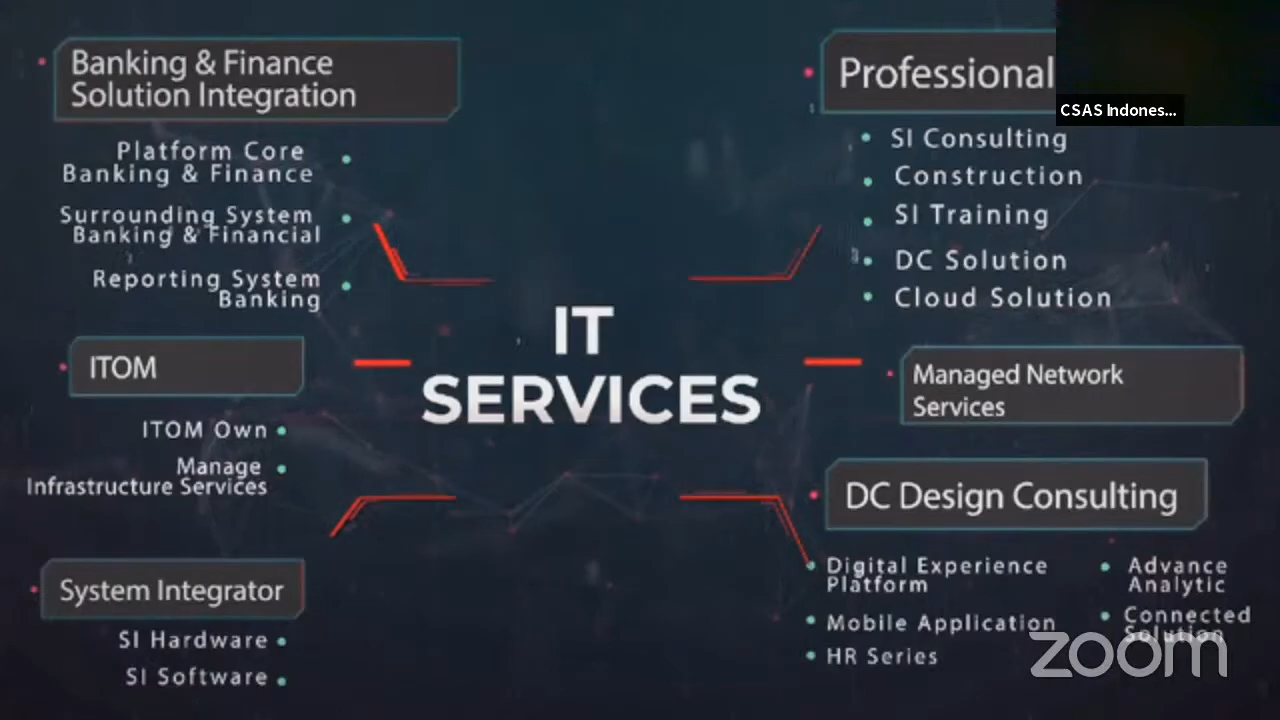 Banking & Finance
Solution Integration
Platform Core
Banking & Finance
Surrounding System
Banking & Financial
Reporting System
Banking
ITOM
ITOM Own
Manage
Infrastructure Services
System Integrator
SI Hardware
SI Software
IT
SERVICES
Professional
CSAS Indones...
SI Consulting
Construction
SI Training
DC Solution
Cloud Solution
Managed Network
Services
DC Design Consulting
Digital Experience
Platform
Mobile Application
HR Series
Advance
Analytic
Connected
Solution
zoom